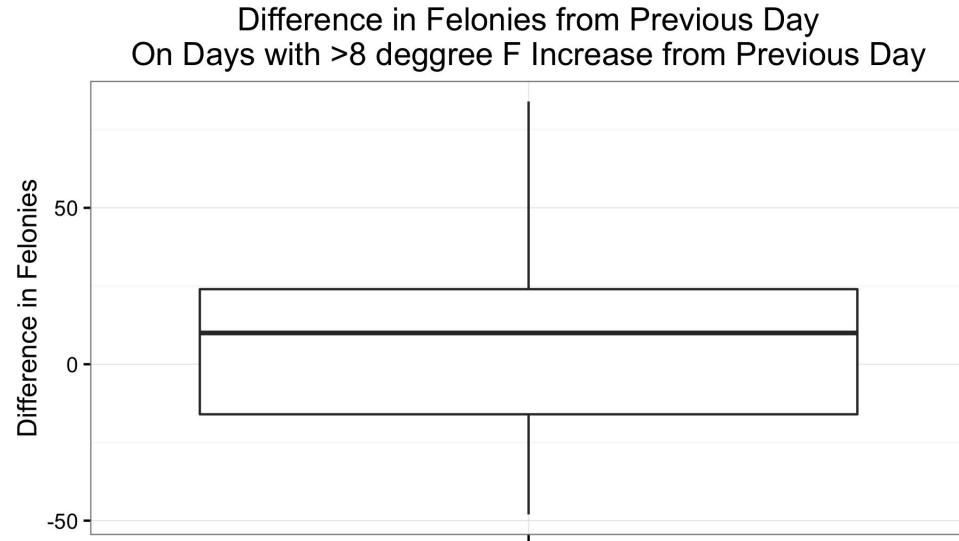 Difference in Felonies from Previous Day
On Days with >8 deggree F Increase from Previous Day
Difference in Felonies
50
0
-50